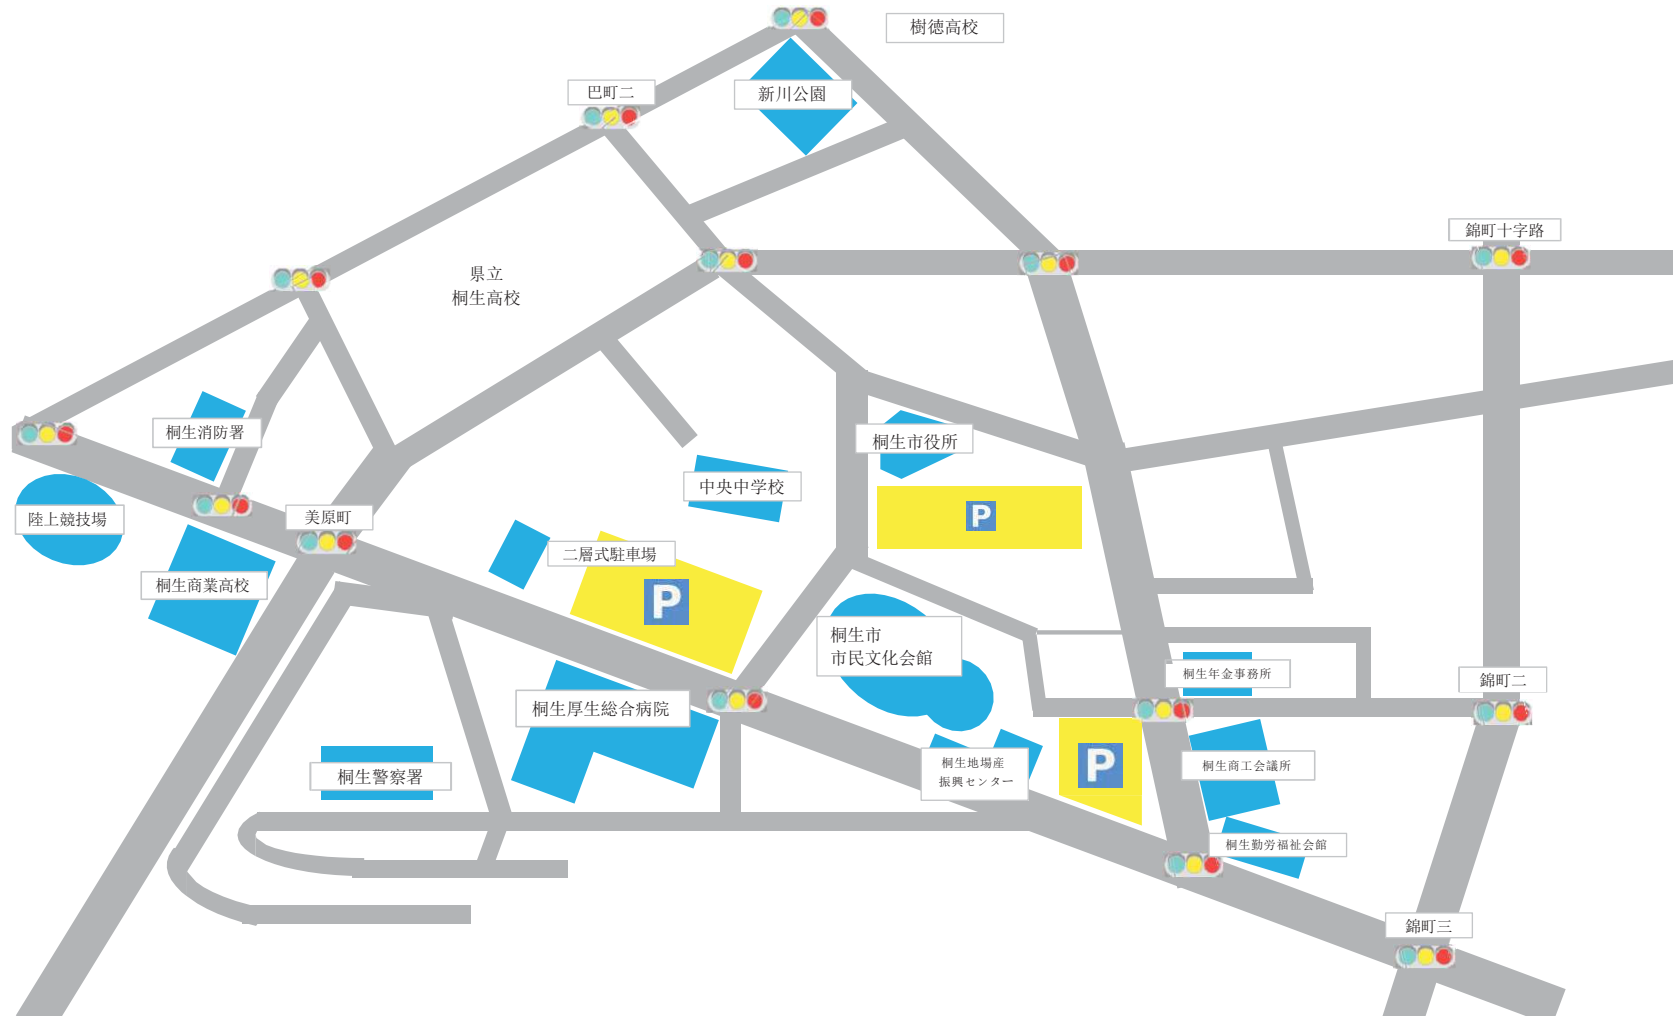 樹徳高校
巴町二
新川公園
錦町十字路
県立
桐生高校
桐生消防署
桐生市役所
中央中学校
陸上競技場
美原町
P
二層式駐車場
桐生商業高校
P
桐生市
市民文化会館
桐生年金事務所
錦町二
桐生厚生総合病院
桐生地場産
振興センター
P
桐生商工会議所
桐生警察署
桐生勤労福祉会館
錦町三